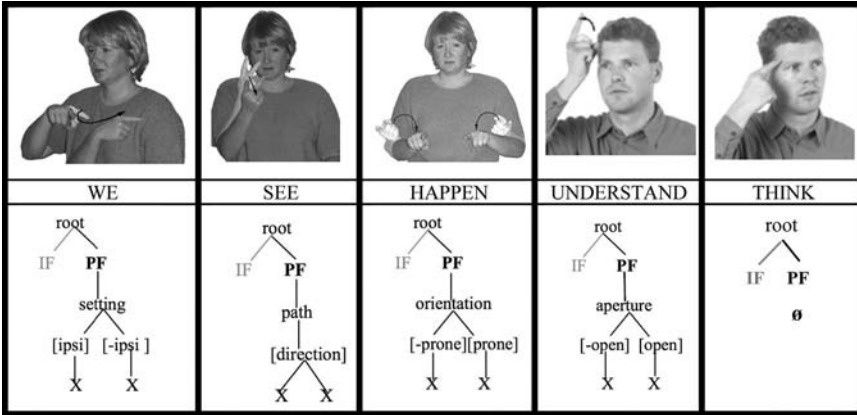 WE SEE HAPPEN UNDERSTAND THINK
root root root root root
IF PF IF PF IF PF IF PF IF PF
setting path orientation aperture ø
[ipsi] [-ipsi ] [direction] [-prone][prone] [-open] [open]
X X X X X X X X